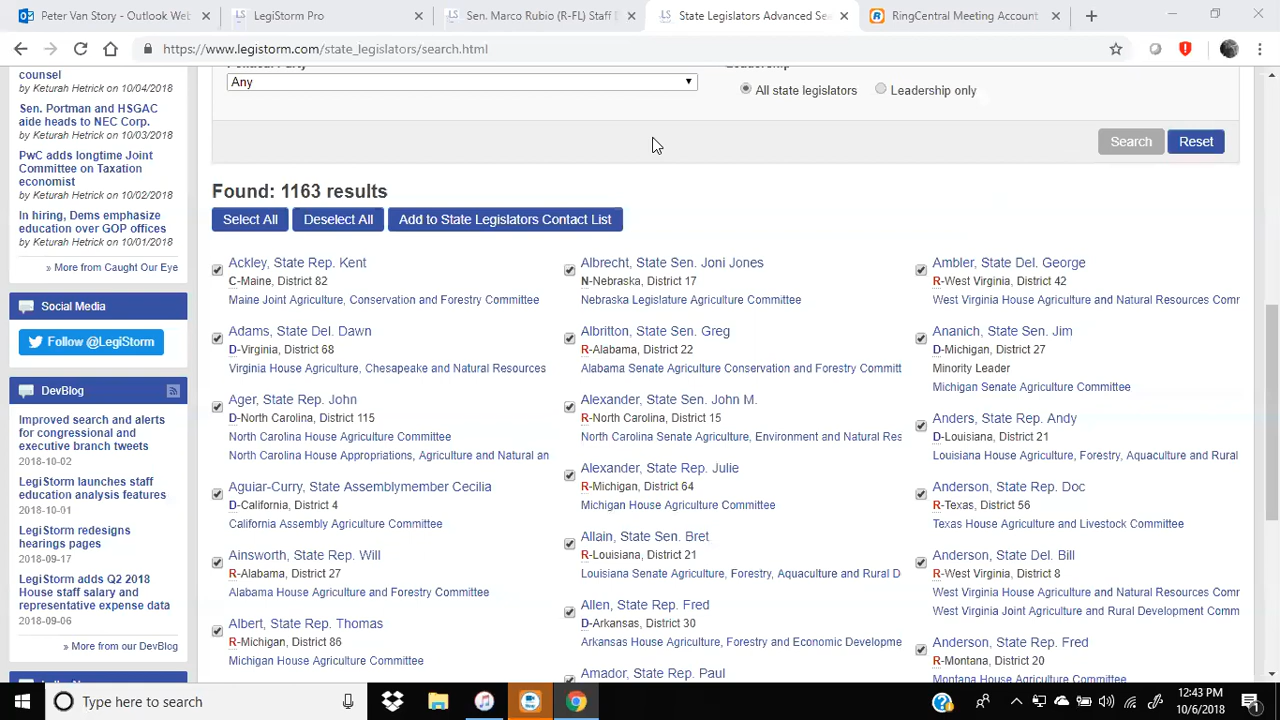 Peter Van Story - Outlook Web
LegiStorm Pro
Sen. Marco Rubio (R-FL) Staff
State Legislators Advanced Se
RingCentral Meeting Account
https://www.legistorm.com/state_legislators/search.html
counsel
by Keturah Hetrick on 10/04/2018
Sen. Portman and HSGAC
aide heads to NEC Corp.
by Keturah Hetrick on 10/03/2018
PwC adds longtime Joint
Committee on Taxation
economist
by Keturah Hetrick on 10/02/2018
In hiring, Dems emphasize
education over GOP offices
by Keturah Hetrick on 10/01/2018
» More from Caught Our Eye
Social Media
Follow @LegiStorm
DevBlog
Improved search and alerts
for congressional and
executive branch tweets
2018-10-02
LegiStorm launches staff
education analysis features
2018-10-01
LegiStorm redesigns
hearings pages
2018-09-17
LegiStorm adds Q2 2018
House staff salary and
representative expense data
2018-09-06
» More from our DevBlog
Any
All state legislators
Leadership only
Search
Reset
Found: 1163 results
Select All
Deselect All
Add to State Legislators Contact List
Ackley, State Rep. Kent
C-Maine, District 82
Maine Joint Agriculture, Conservation and Forestry Committee
Adams, State Del. Dawn
D-Virginia, District 68
Virginia House Agriculture, Chesapeake and Natural Resources
Ager, State Rep. John
D-North Carolina, District 115
North Carolina House Agriculture Committee
North Carolina House Appropriations, Agriculture and Natural an
Aguiar-Curry, State Assemblymember Cecilia
D-California, District 4
California Assembly Agriculture Committee
Ainsworth, State Rep. Will
R-Alabama, District 27
Alabama House Agriculture and Forestry Committee
Albert, State Rep. Thomas
R-Michigan, District 86
Michigan House Agriculture Committee
Albrecht, State Sen. Joni Jones
N-Nebraska, District 17
Nebraska Legislature Agriculture Committee
Albritton, State Sen. Greg
R-Alabama, District 22
Alabama Senate Agriculture Conservation and Forestry Committ
Alexander, State Sen. John M.
R-North Carolina, District 15
North Carolina Senate Agriculture, Environment and Natural Res
Alexander, State Rep. Julie
R-Michigan, District 64
Michigan House Agriculture Committee
Allain, State Sen. Bret
R-Louisiana, District 21
Louisiana Senate Agriculture, Forestry, Aquaculture and Rural D
Allen, State Rep. Fred
D-Arkansas, District 30
Arkansas House Agriculture, Forestry and Economic Developme
Amador, State Rep. Paul
Ambler, State Del. George
R-West Virginia, District 42
West Virginia House Agriculture and Natural Resources Comr
Ananich, State Sen. Jim
D-Michigan, District 27
Minority Leader
Michigan Senate Agriculture Committee
Anders, State Rep. Andy
D-Louisiana, District 21
Louisiana House Agriculture, Forestry, Aquaculture and Rural
Anderson, State Rep. Doc
R-Texas, District 56
Texas House Agriculture and Livestock Committee
Anderson, State Del. Bill
R-West Virginia, District 8
West Virginia House Agriculture and Natural Resources Comr
West Virginia Joint Agriculture and Rural Development Comm
Anderson, State Rep. Fred
R-Montana, District 20
Montana House Agriculture Committee
Type here to search
12:43 PM
10/6/2018